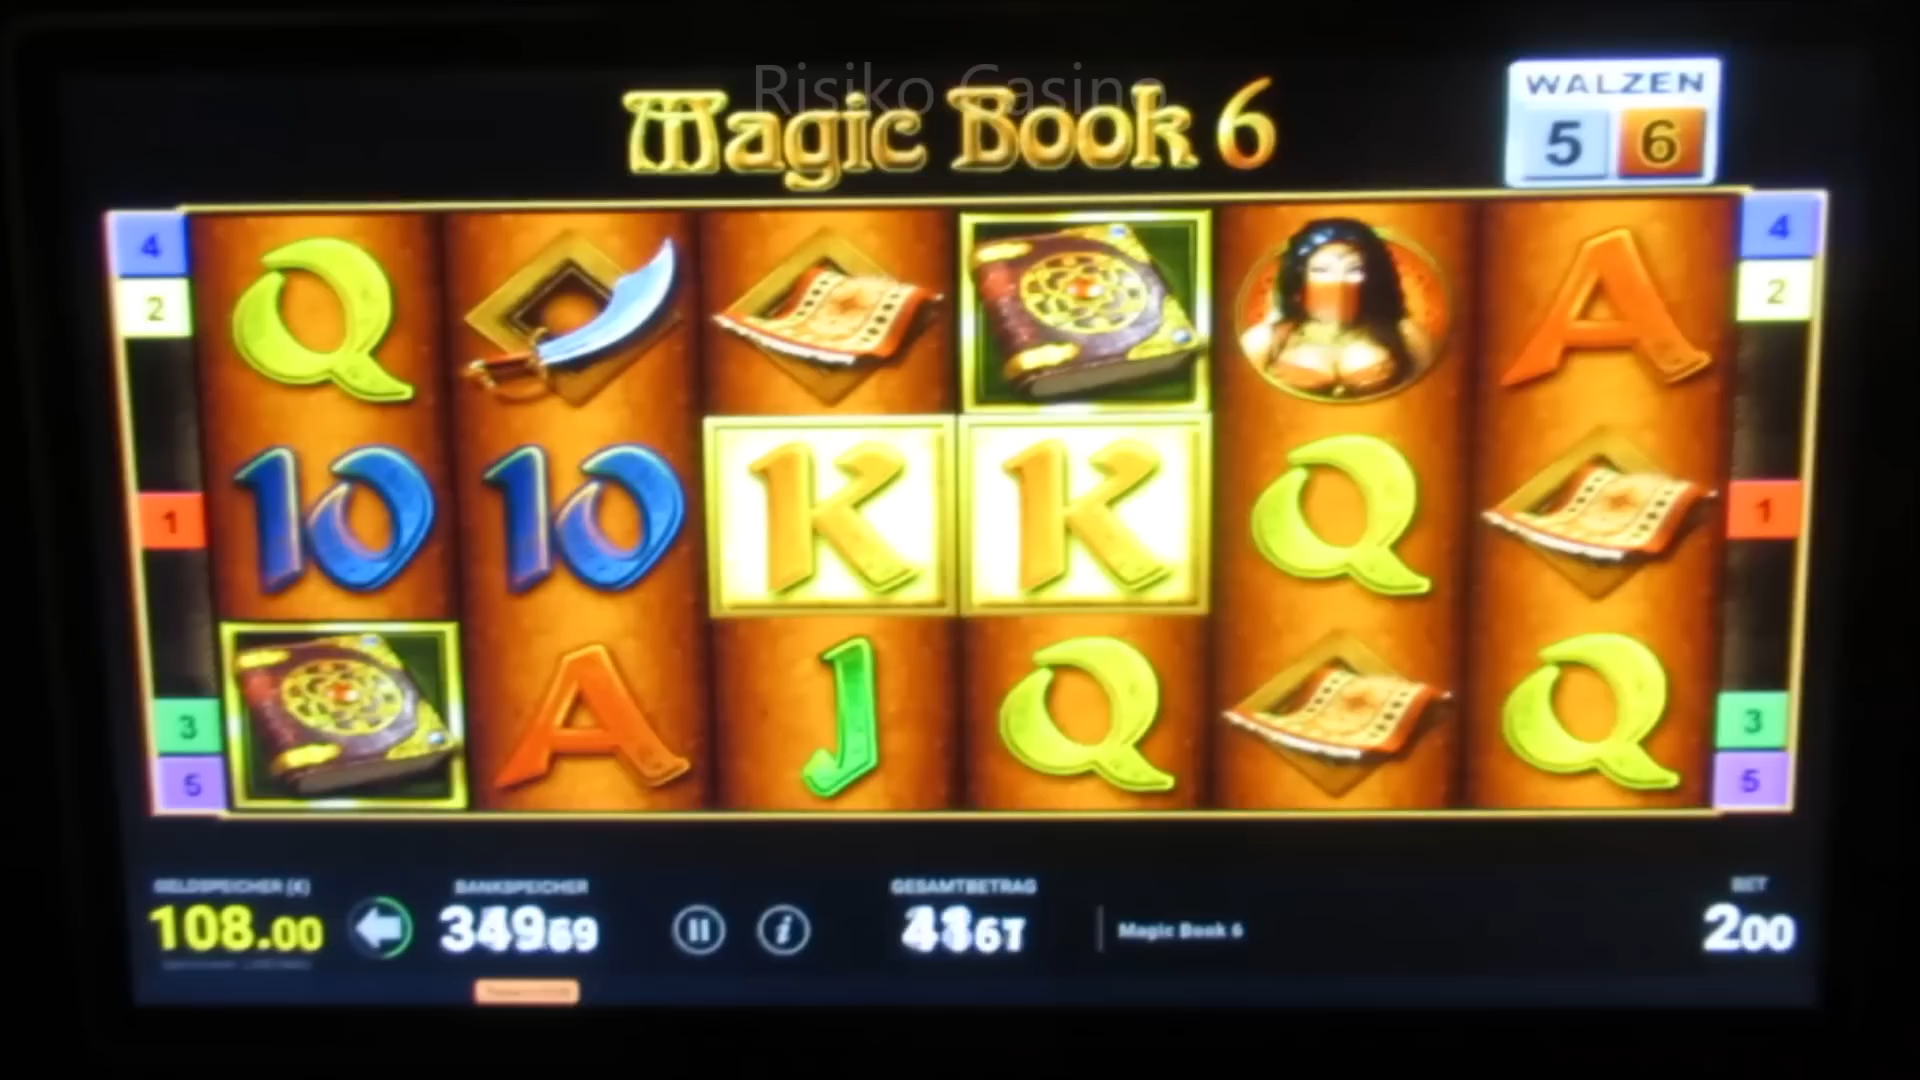 Risiko Casino
Magic Book 6
WALZEN
5 6
4 Q A 4
2 2
1 10 10 K K Q 1
3 A J Q Q 3
5 5
GELDSPEICHER (€) BANKSPEICHER GESAMTBETRAG BET
108.00 i Magic Book 6 200